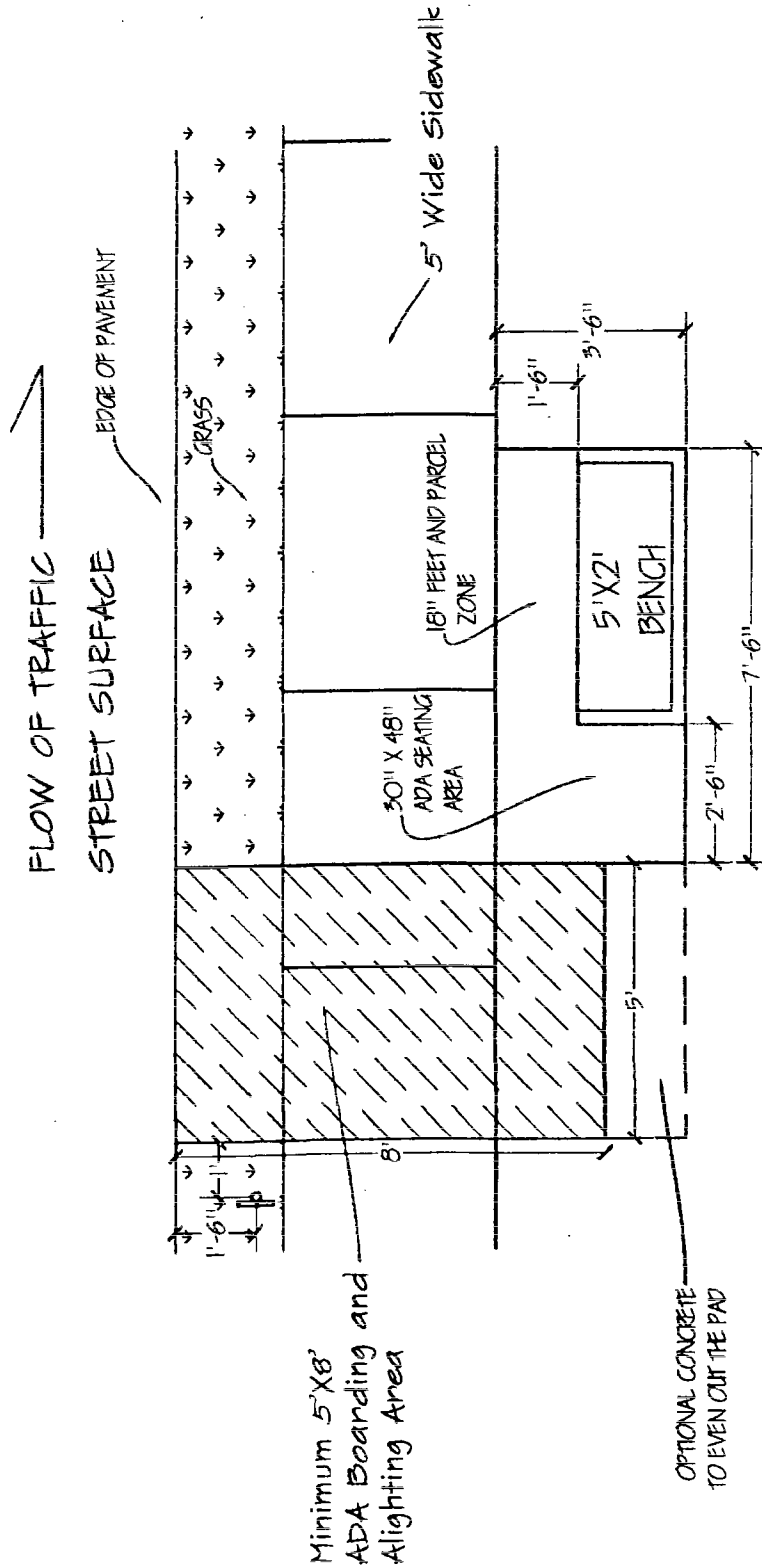 FLOW OF TRAFFIC
STREET SURFACE
EDGE OF PAVEMENT
GRASS
5' Wide Sidewalk
18" FEET AND PARCEL
ZONE
30" X 48"
ADA SEATING
AREA
5'X2'
BENCH
1'-6"
3'-6"
7'-6"
2'-6"
5'
8'
1'
1'-6"
Minimum 5'X8'
ADA Boarding and
Alighting Area
OPTIONAL CONCRETE
TO EVEN OUT THE PAD